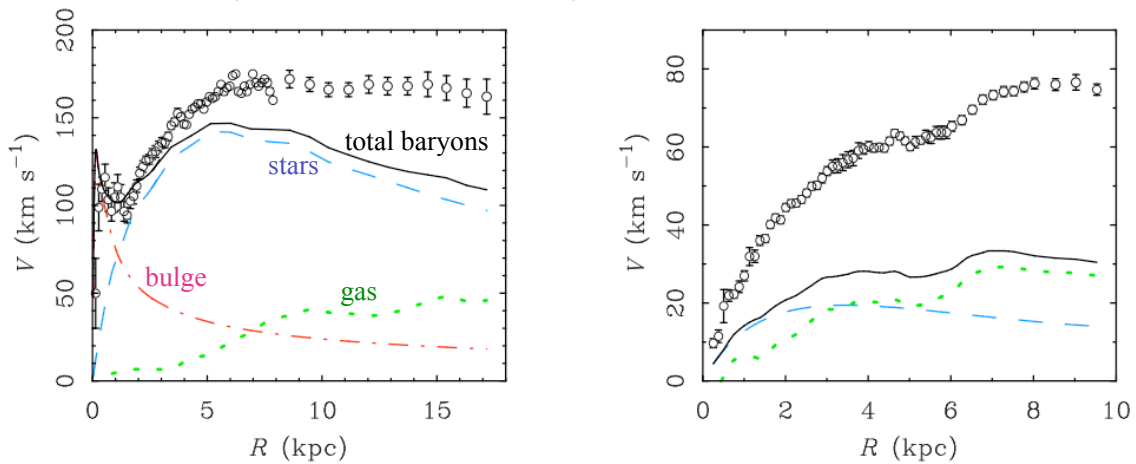 200
150
100
50
0
V (km s⁻¹)
total baryons
stars
bulge
gas
0 5 10 15
R (kpc)
80
60
40
20
0
V (km s⁻¹)
0 2 4 6 8 10
R (kpc)